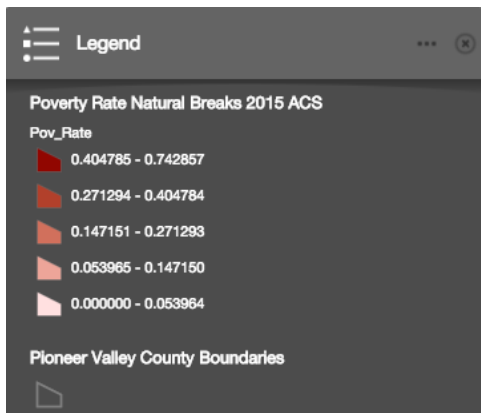 Legend
Poverty Rate Natural Breaks 2015 ACS
Pov_Rate
0.404785 - 0.742857
0.271294 - 0.404784
0.147151 - 0.271293
0.053965 - 0.147150
0.000000 - 0.053964
Pioneer Valley County Boundaries